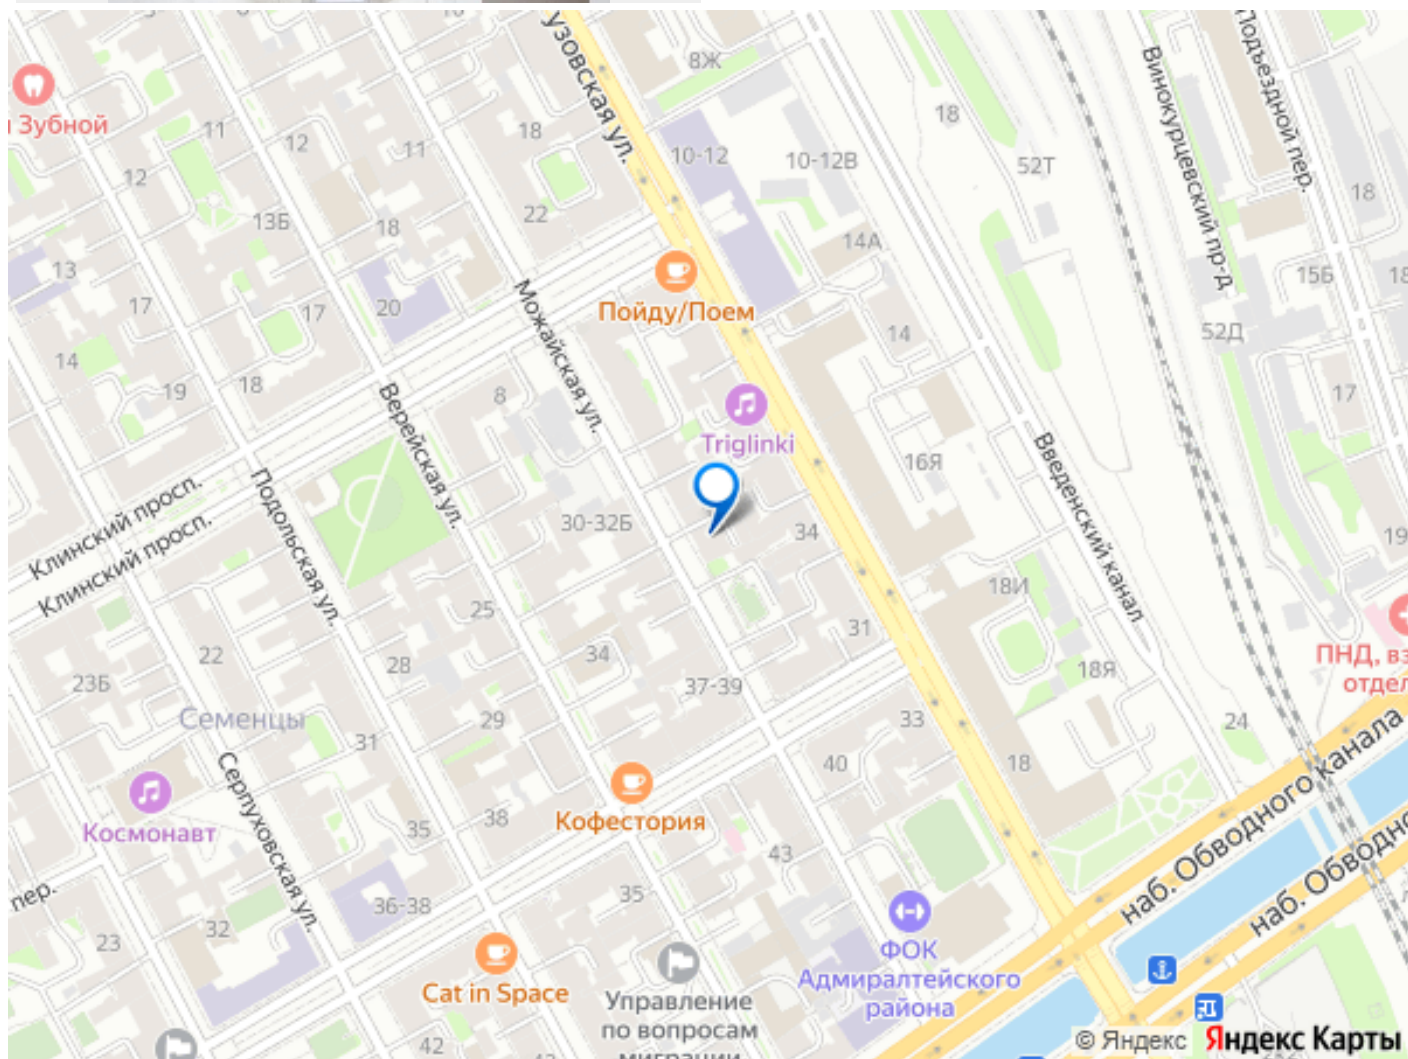 узовская ул.
8Ж
Подъездной пер.
Винокурцевский пр-д
Зубной
11
12
11
18
10-12
10-12В
18
52Т
18
12
13Б
18
22
14А
13
17
17
20
15Б
18
Пойду/Поем
14
52Д
14
19
18
8
Можайская ул.
Верейская ул.
17
Triglinki
16Я
Введенский канал
Клинский просп.
Клинский просп.
Подольская ул.
30-32Б
34
19
18И
25
31
22
28
34
23Б
37-39
18Я
ПНД, вз
отдел
Семенцы
29
33
24
31
40
18
Серпуховская ул.
Космонавт
Кофестория
38
35
43
наб. Обводного канала
наб. Обводно
пер.
36-38
35
32
23
ФОК
Адмиралтейского
района
Cat in Space
Управление
по вопросам
миграции
42
© Яндекс Яндекс Карты